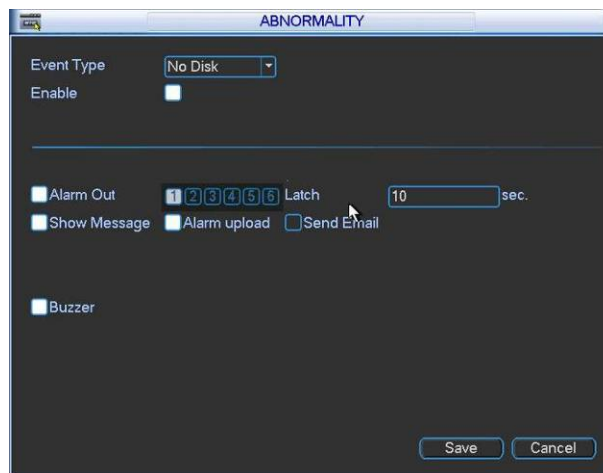 ABNORMALITY
Event Type No Disk
Enable
Alarm Out 1 2 3 4 5 6 Latch 10 sec.
Show Message Alarm upload Send Email
Buzzer
Save Cancel